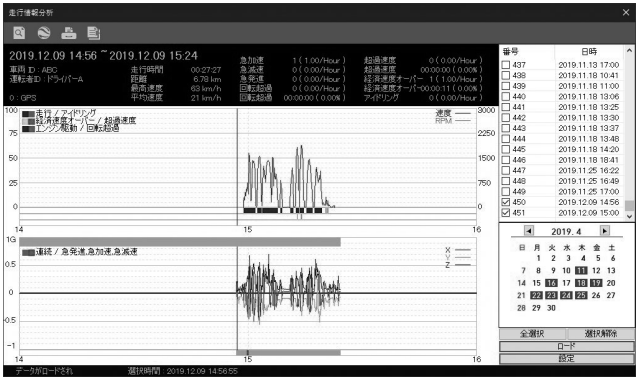 走行情報分析
2019.12.09 14:56 ~ 2019.12.09 15:24
車両 ID : ABC
運転者ID : ドライバーA
0 : GPS
走行時間 00:27:27
距離 6.78 km
最高速度 63 km/h
平均速度 21 km/h
急加速 1 ( 1.00/Hour )
急減速 0 ( 0.00/Hour )
急発進 0 ( 0.00/Hour )
回転超過 0 ( 0.00/Hour )
回転超過 00:00:00 ( 0.00% )
超過速度 0 ( 0.00/Hour )
超過速度 00:00:00 ( 0.00% )
経済速度オーバー 1 ( 1.00/Hour )
経済速度オーバー 00:00:11 ( 0.00% )
アイドリング 0 ( 0.00/Hour )
100
75
50
25
0
走行 / アイドリング
経済速度オーバー / 超過速度
エンジン駆動 / 回転超過
速度
RPM
3000
2250
1500
750
0
14 15 16
1G
0.5
0
-0.5
-1
連続 / 急発進,急加速,急減速
X
Y
Z
14 15 16
データがロードされ 選択時間 : 2019.12.09 14:56:55
番号 日時
437 2019.11.13 17:00
438 2019.11.18 10:41
439 2019.11.18 11:00
440 2019.11.18 13:06
441 2019.11.18 13:25
442 2019.11.18 13:30
443 2019.11.18 13:37
444 2019.11.18 13:48
445 2019.11.18 14:20
446 2019.11.18 18:41
447 2019.11.25 16:22
448 2019.11.25 16:49
449 2019.11.25 17:00
450 2019.12.09 14:56
451 2019.12.09 15:00
2019. 4
日 月 火 水 木 金 土
1 2 3 4 5 6
7 8 9 10 11 12 13
14 15 16 17 18 19 20
21 22 23 24 25 26 27
28 29 30
全選択 選択解除
ロード
設定